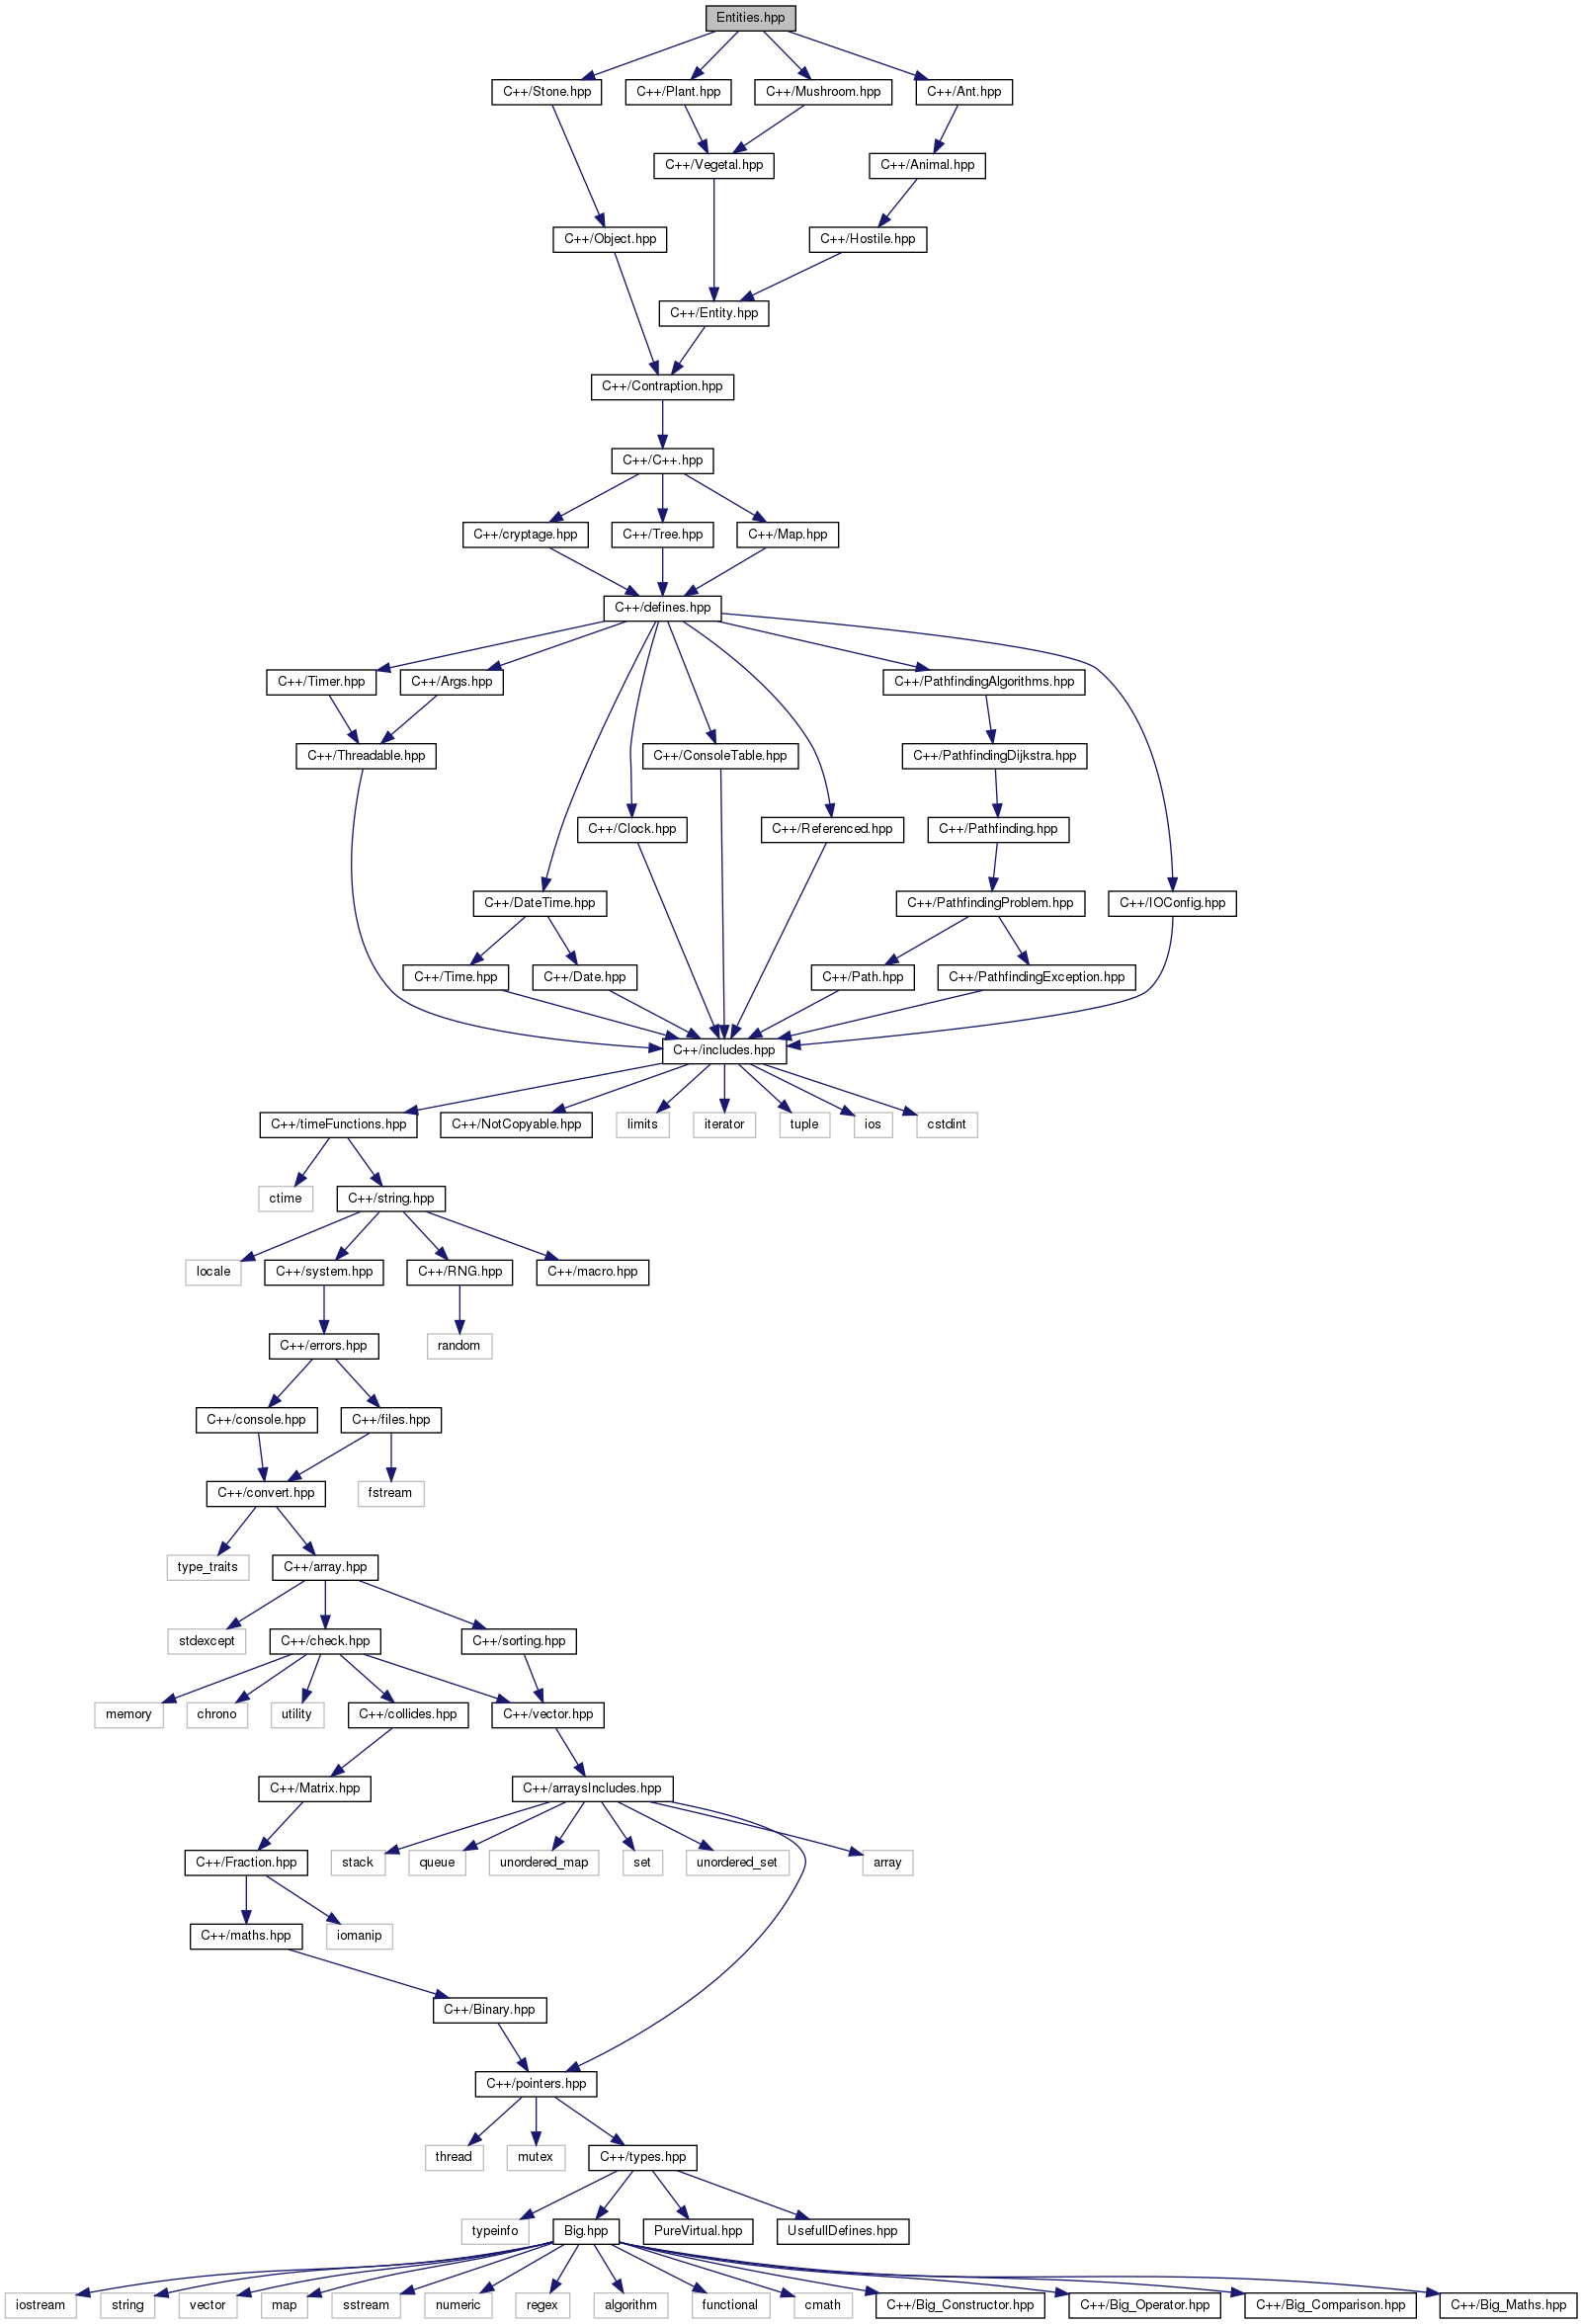 Entities.hpp
C++/Stone.hpp
C++/Plant.hpp
C++/Mushroom.hpp
C++/Ant.hpp
C++/Vegetal.hpp
C++/Animal.hpp
C++/Object.hpp
C++/Hostile.hpp
C++/Entity.hpp
C++/Contraption.hpp
C++/C++.hpp
C++/cryptage.hpp
C++/Tree.hpp
C++/Map.hpp
C++/defines.hpp
C++/Timer.hpp
C++/Args.hpp
C++/PathfindingAlgorithms.hpp
C++/Threadable.hpp
C++/ConsoleTable.hpp
C++/PathfindingDijkstra.hpp
C++/Clock.hpp
C++/Referenced.hpp
C++/Pathfinding.hpp
C++/DateTime.hpp
C++/PathfindingProblem.hpp
C++/IOConfig.hpp
C++/Time.hpp
C++/Date.hpp
C++/Path.hpp
C++/PathfindingException.hpp
C++/includes.hpp
C++/timeFunctions.hpp
C++/NotCopyable.hpp
limits
iterator
tuple
ios
cstdint
ctime
C++/string.hpp
locale
C++/system.hpp
C++/RNG.hpp
C++/macro.hpp
C++/errors.hpp
random
C++/console.hpp
C++/files.hpp
C++/convert.hpp
fstream
type_traits
C++/array.hpp
stdexcept
C++/check.hpp
C++/sorting.hpp
memory
chrono
utility
C++/collides.hpp
C++/vector.hpp
C++/Matrix.hpp
C++/arraysIncludes.hpp
C++/Fraction.hpp
stack
queue
unordered_map
set
unordered_set
array
C++/maths.hpp
iomanip
C++/Binary.hpp
C++/pointers.hpp
thread
mutex
C++/types.hpp
typeinfo
Big.hpp
PureVirtual.hpp
UsefullDefines.hpp
iostream
string
vector
map
sstream
numeric
regex
algorithm
functional
cmath
C++/Big_Constructor.hpp
C++/Big_Operator.hpp
C++/Big_Comparison.hpp
C++/Big_Maths.hpp